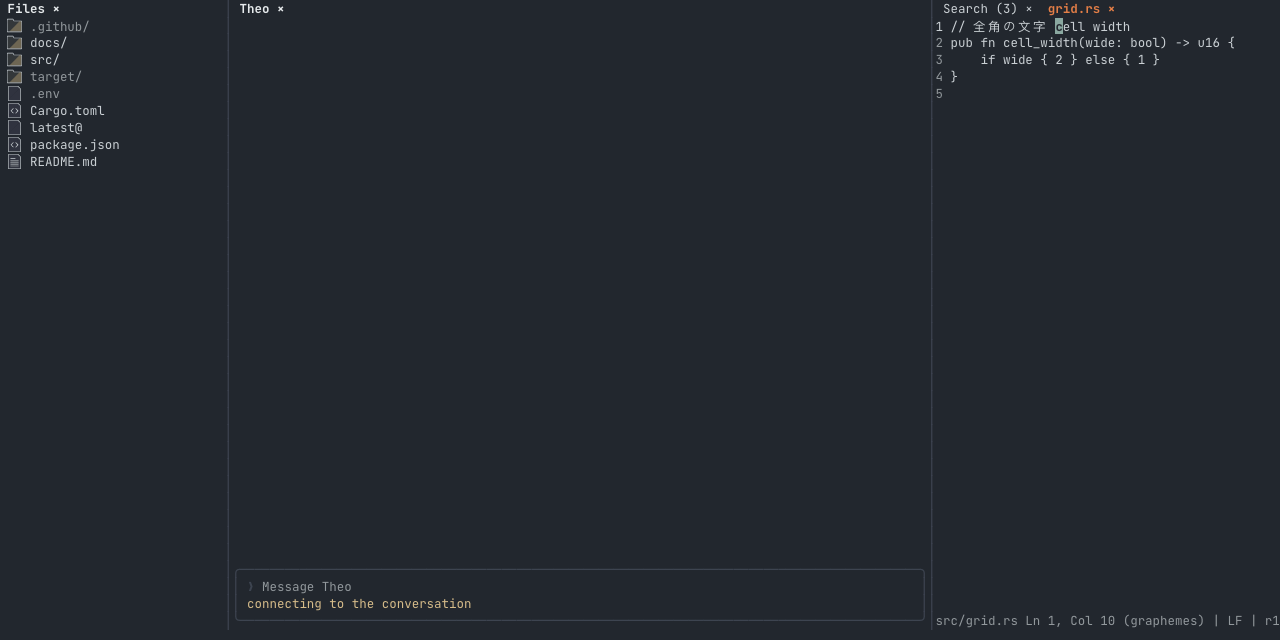 Files ×
.github/
docs/
src/
target/
.env
Cargo.toml
latest@
package.json
README.md
Theo ×
⟩ Message Theo
connecting to the conversation
Search (3) × grid.rs ×
1 // 全角の文字 cell width
2 pub fn cell_width(wide: bool) -> u16 {
3     if wide { 2 } else { 1 }
4 }
5
src/grid.rs Ln 1, Col 10 (graphemes) | LF | r1